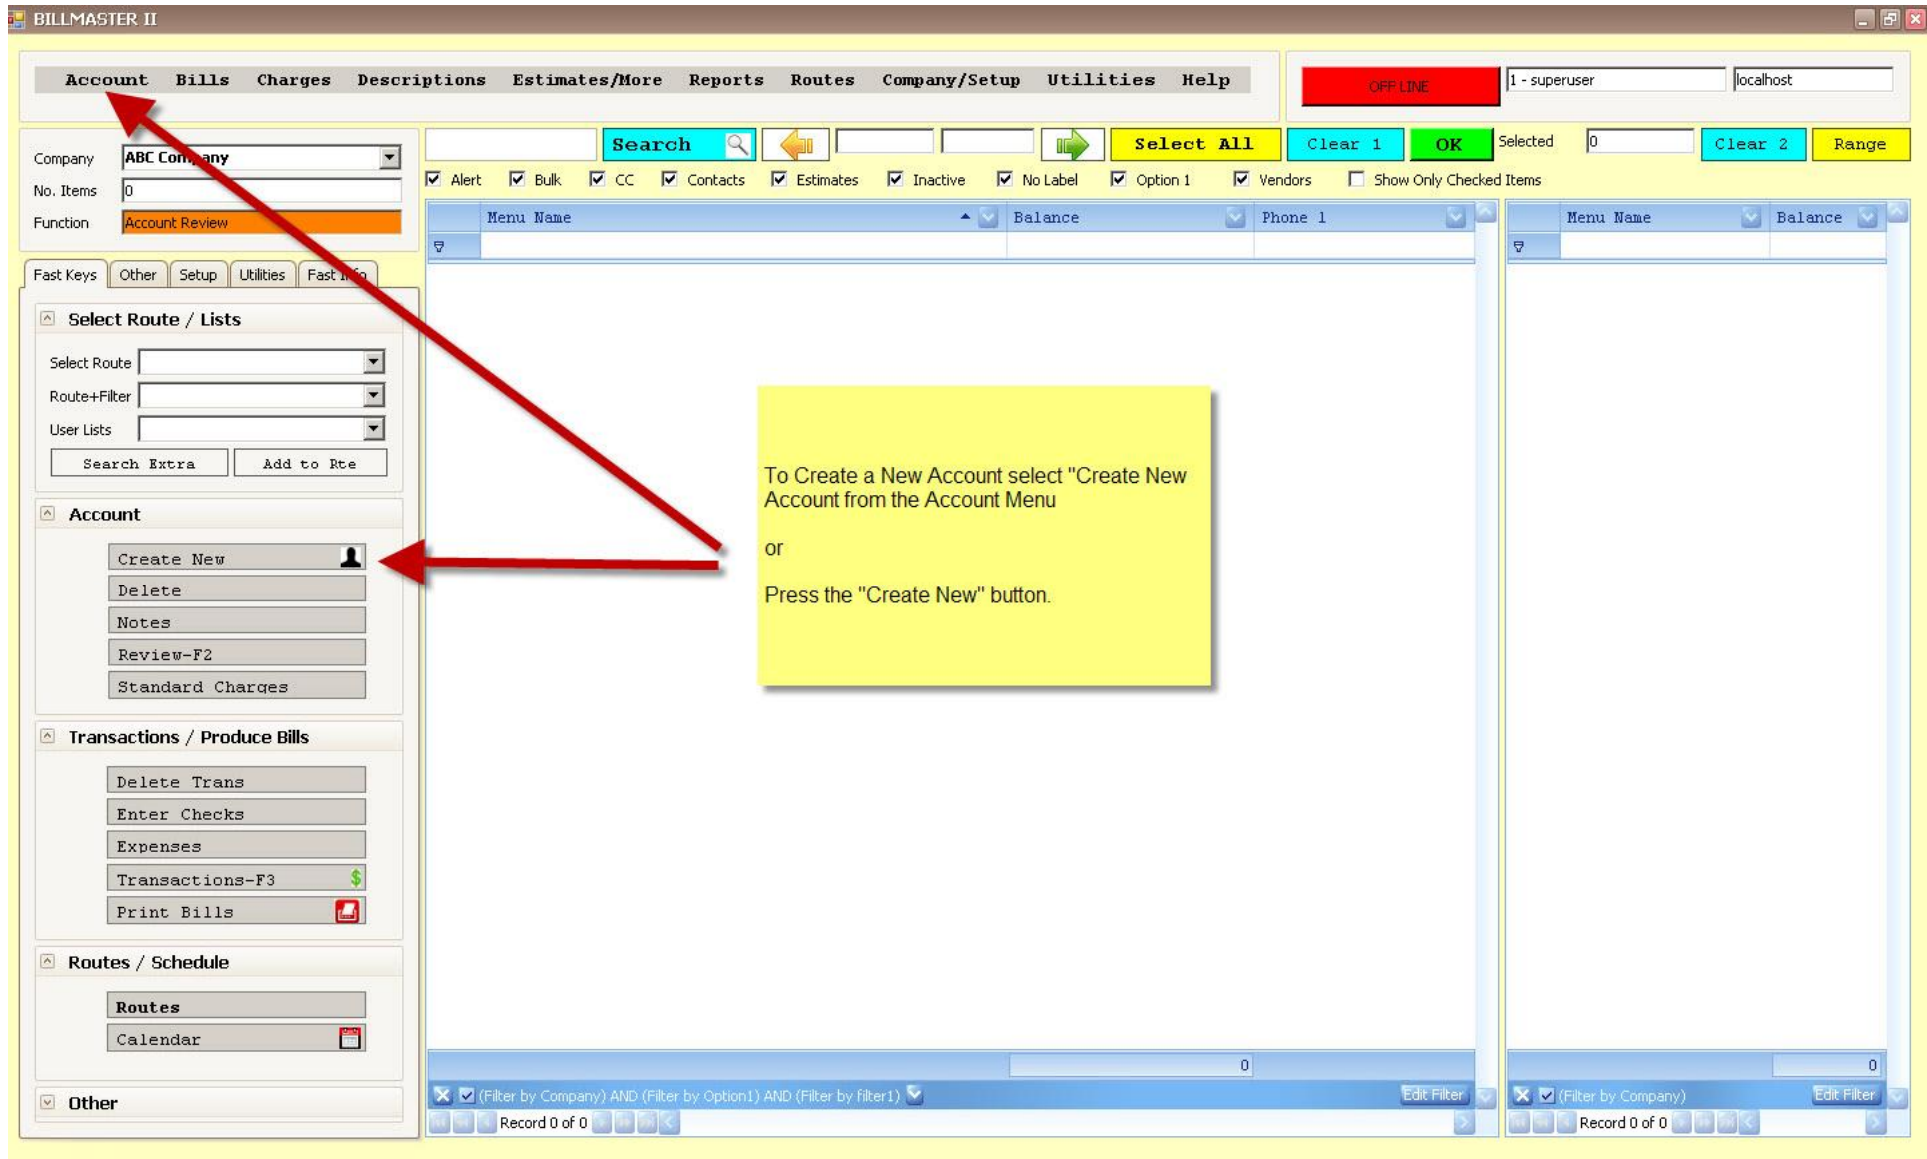 BILLMASTER II
Account Bills Charges Descriptions Estimates/More Reports Routes Company/Setup Utilities Help
OFF LINE
1 - superuser
localhost
Company ABC Company
No. Items 0
Function Account Review
Search
Select All
Clear 1
OK
Selected 0
Clear 2
Range
Alert Bulk CC Contacts Estimates Inactive No Label Option 1 Vendors Show Only Checked Items
Menu Name Balance Phone 1
Menu Name Balance
Fast Keys Other Setup Utilities Fast Info
Select Route / Lists
Select Route
Route+Filter
User Lists
Search Extra Add to Rte
Account
Create New
Delete
Notes
Review-F2
Standard Charges
Transactions / Produce Bills
Delete Trans
Enter Checks
Expenses
Transactions-F3
Print Bills
Routes / Schedule
Routes
Calendar
Other
To Create a New Account select "Create New
Account from the Account Menu
or
Press the "Create New" button.
0
(Filter by Company) AND (Filter by Option1) AND (Filter by filter1) Edit Filter
Record 0 of 0
0
(Filter by Company) Edit Filter
Record 0 of 0